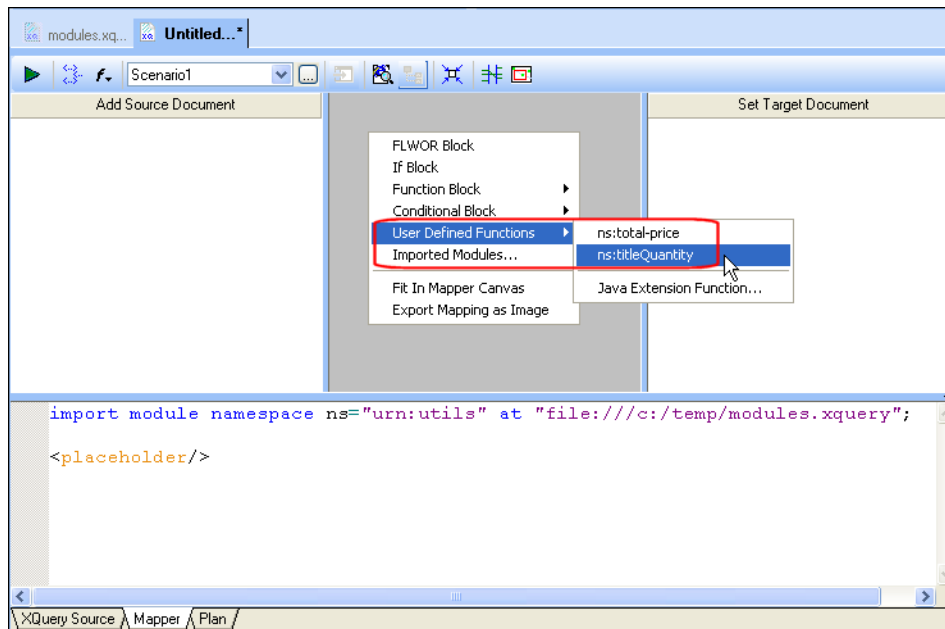 modules.xq... Untitled...*
f Scenario1 ...
Add Source Document
Set Target Document
FLWOR Block
If Block
Function Block
Conditional Block
User Defined Functions
Imported Modules...
Fit In Mapper Canvas
Export Mapping as Image
ns:total-price
ns:titleQuantity
Java Extension Function...
import module namespace ns="urn:utils" at "file:///c:/temp/modules.xquery";
<placeholder/>
XQuery Source Mapper Plan